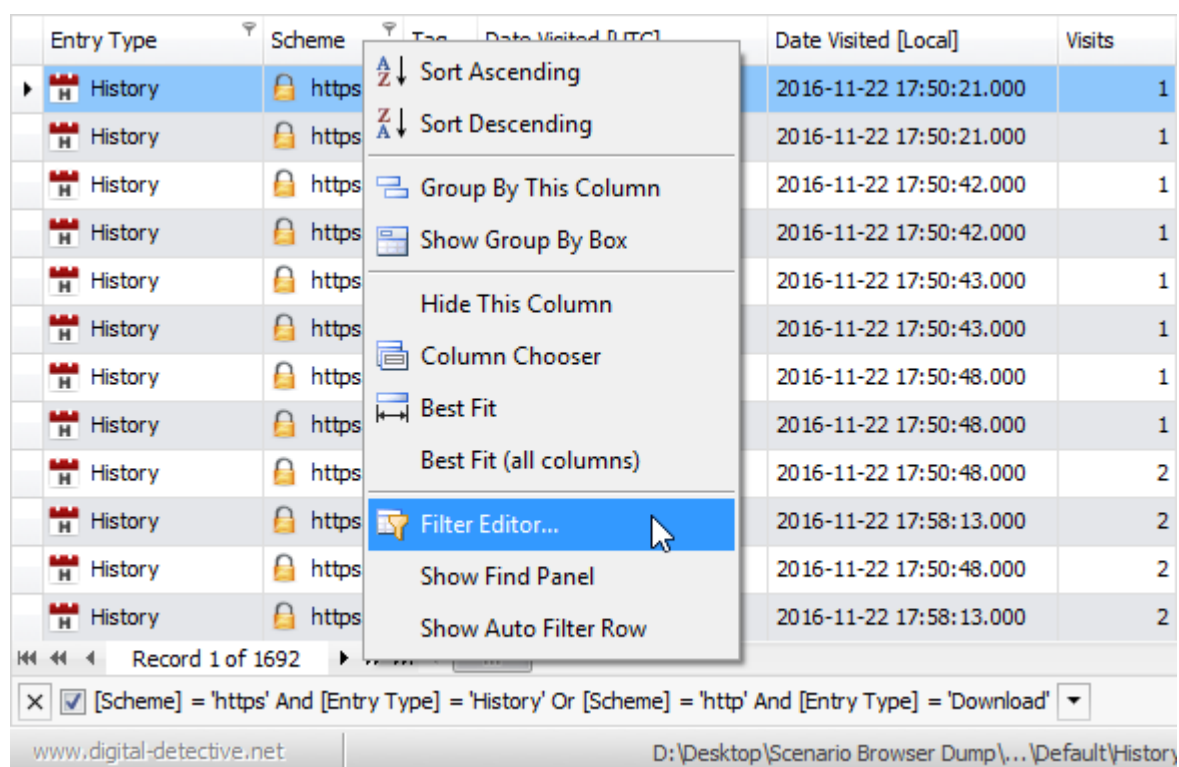 Entry Type Scheme Tag Date Visited [UTC] Date Visited [Local] Visits
History https 2016-11-22 17:50:21.000 1
History https 2016-11-22 17:50:21.000 1
History https 2016-11-22 17:50:42.000 1
History https 2016-11-22 17:50:42.000 1
History https 2016-11-22 17:50:43.000 1
History https 2016-11-22 17:50:43.000 1
History https 2016-11-22 17:50:48.000 1
History https 2016-11-22 17:50:48.000 1
History https 2016-11-22 17:50:48.000 2
History https 2016-11-22 17:58:13.000 2
History https 2016-11-22 17:50:48.000 2
History https 2016-11-22 17:58:13.000 2
Sort Ascending
Sort Descending
Group By This Column
Show Group By Box
Hide This Column
Column Chooser
Best Fit
Best Fit (all columns)
Filter Editor...
Show Find Panel
Show Auto Filter Row
Record 1 of 1692
[Scheme] = 'https' And [Entry Type] = 'History' Or [Scheme] = 'http' And [Entry Type] = 'Download'
www.digital-detective.net D:\Desktop\Scenario Browser Dump\...\Default\History